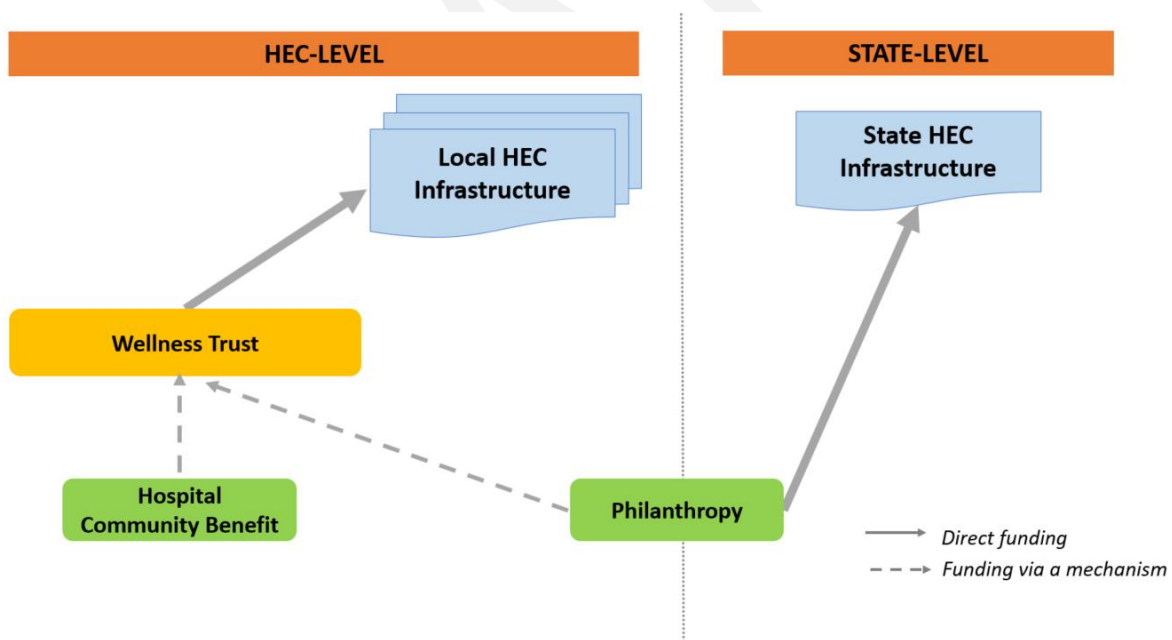 HEC-LEVEL
STATE-LEVEL
Local HEC
Infrastructure
State HEC
Infrastructure
Wellness Trust
Hospital
Community Benefit
Philanthropy
Direct funding
Funding via a mechanism